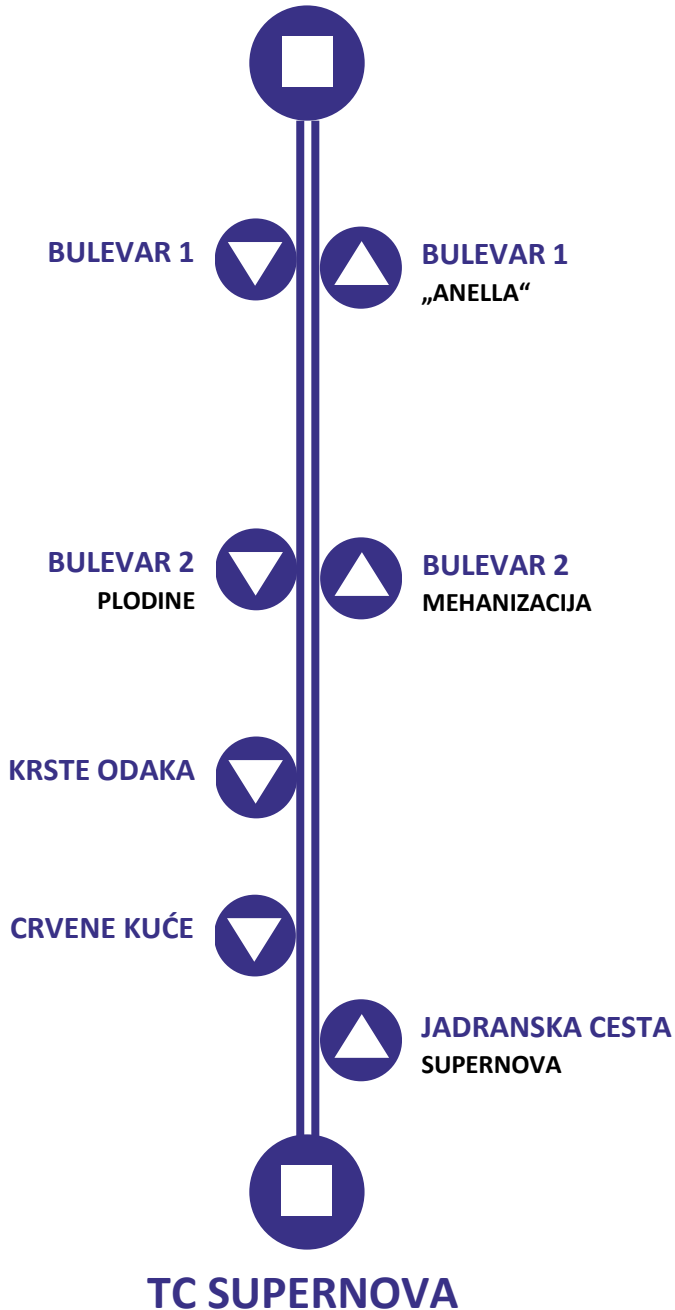 BULEVAR 1
BULEVAR 1
„ANELLA“
BULEVAR 2
PLODINE
BULEVAR 2
MEHANIZACIJA
KRSTE ODAKA
CRVENE KUĆE
JADRANSKA CESTA
SUPERNOVA
TC SUPERNOVA